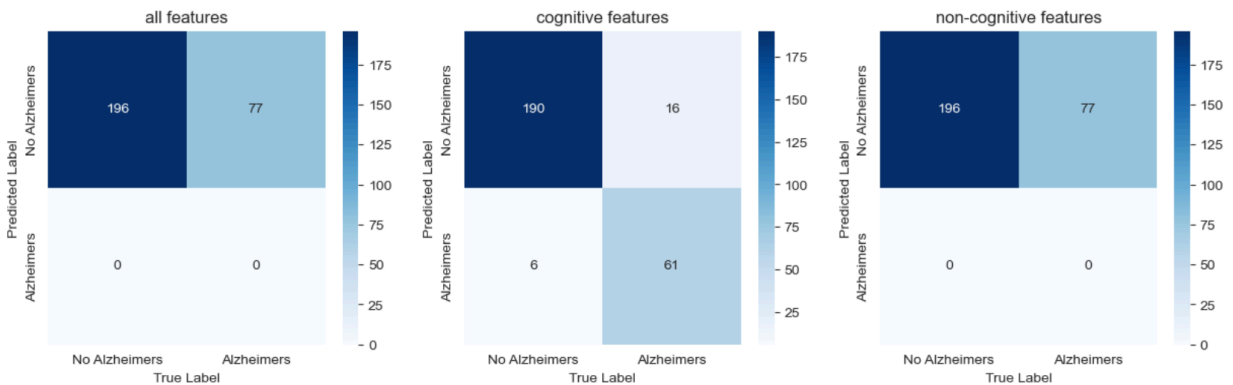 all features
Predicted Label
No Alzheimers
Alzheimers
196
77
0
0
No Alzheimers
Alzheimers
True Label
175
150
125
100
75
50
25
0
cognitive features
Predicted Label
No Alzheimers
Alzheimers
190
16
6
61
No Alzheimers
Alzheimers
True Label
175
150
125
100
75
50
25
non-cognitive features
Predicted Label
No Alzheimers
Alzheimers
196
77
0
0
No Alzheimers
Alzheimers
True Label
175
150
125
100
75
50
25
0